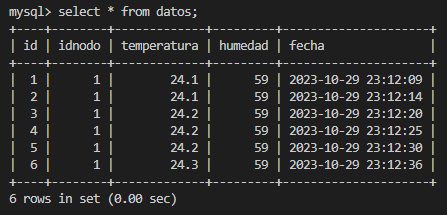 mysql> select * from datos;
+----+--------+-------------+---------+---------------------+
| id | idnodo | temperatura | humedad | fecha               |
+----+--------+-------------+---------+---------------------+
|  1 |      1 |        24.1 |      59 | 2023-10-29 23:12:09 |
|  2 |      1 |        24.1 |      59 | 2023-10-29 23:12:14 |
|  3 |      1 |        24.2 |      59 | 2023-10-29 23:12:20 |
|  4 |      1 |        24.2 |      59 | 2023-10-29 23:12:25 |
|  5 |      1 |        24.2 |      59 | 2023-10-29 23:12:30 |
|  6 |      1 |        24.3 |      59 | 2023-10-29 23:12:36 |
+----+--------+-------------+---------+---------------------+
6 rows in set (0.00 sec)